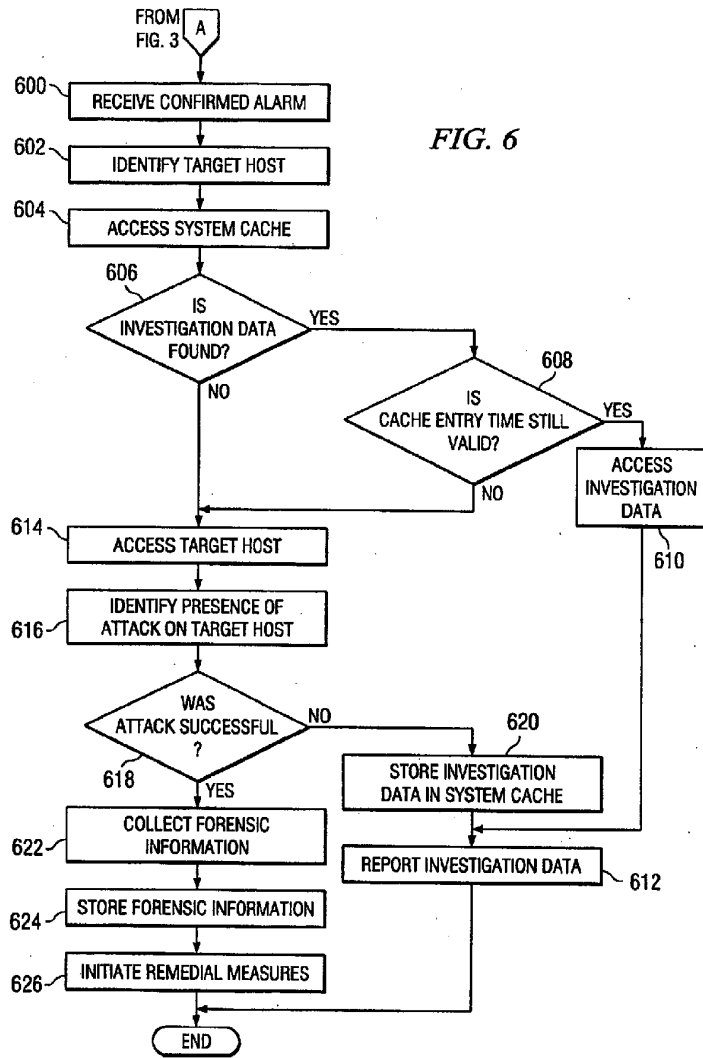 FROM
FIG. 3
A
600
RECEIVE CONFIRMED ALARM
FIG. 6
602
IDENTIFY TARGET HOST
604
ACCESS SYSTEM CACHE
606
IS
INVESTIGATION DATA
FOUND?
YES
NO
608
IS
CACHE ENTRY TIME STILL
VALID?
YES
NO
ACCESS
INVESTIGATION
DATA
610
614
ACCESS TARGET HOST
616
IDENTIFY PRESENCE OF
ATTACK ON TARGET HOST
WAS
ATTACK SUCCESSFUL
?
NO
618
YES
620
STORE INVESTIGATION
DATA IN SYSTEM CACHE
622
COLLECT FORENSIC
INFORMATION
REPORT INVESTIGATION DATA
612
624
STORE FORENSIC INFORMATION
626
INITIATE REMEDIAL MEASURES
END